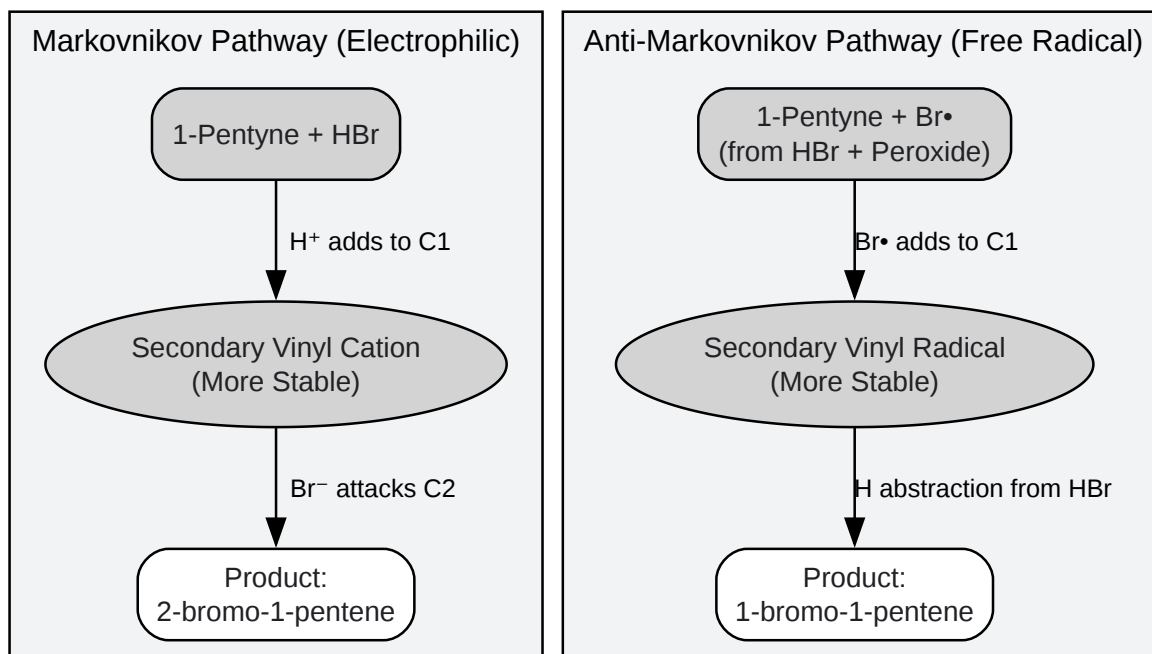 Markovnikov Pathway (Electrophilic)
1-Pentyne + HBr
H⁺ adds to C1
Secondary Vinyl Cation
(More Stable)
Br⁻ attacks C2
Product:
2-bromo-1-pentene
Anti-Markovnikov Pathway (Free Radical)
1-Pentyne + Br•
(from HBr + Peroxide)
Br• adds to C1
Secondary Vinyl Radical
(More Stable)
H abstraction from HBr
Product:
1-bromo-1-pentene